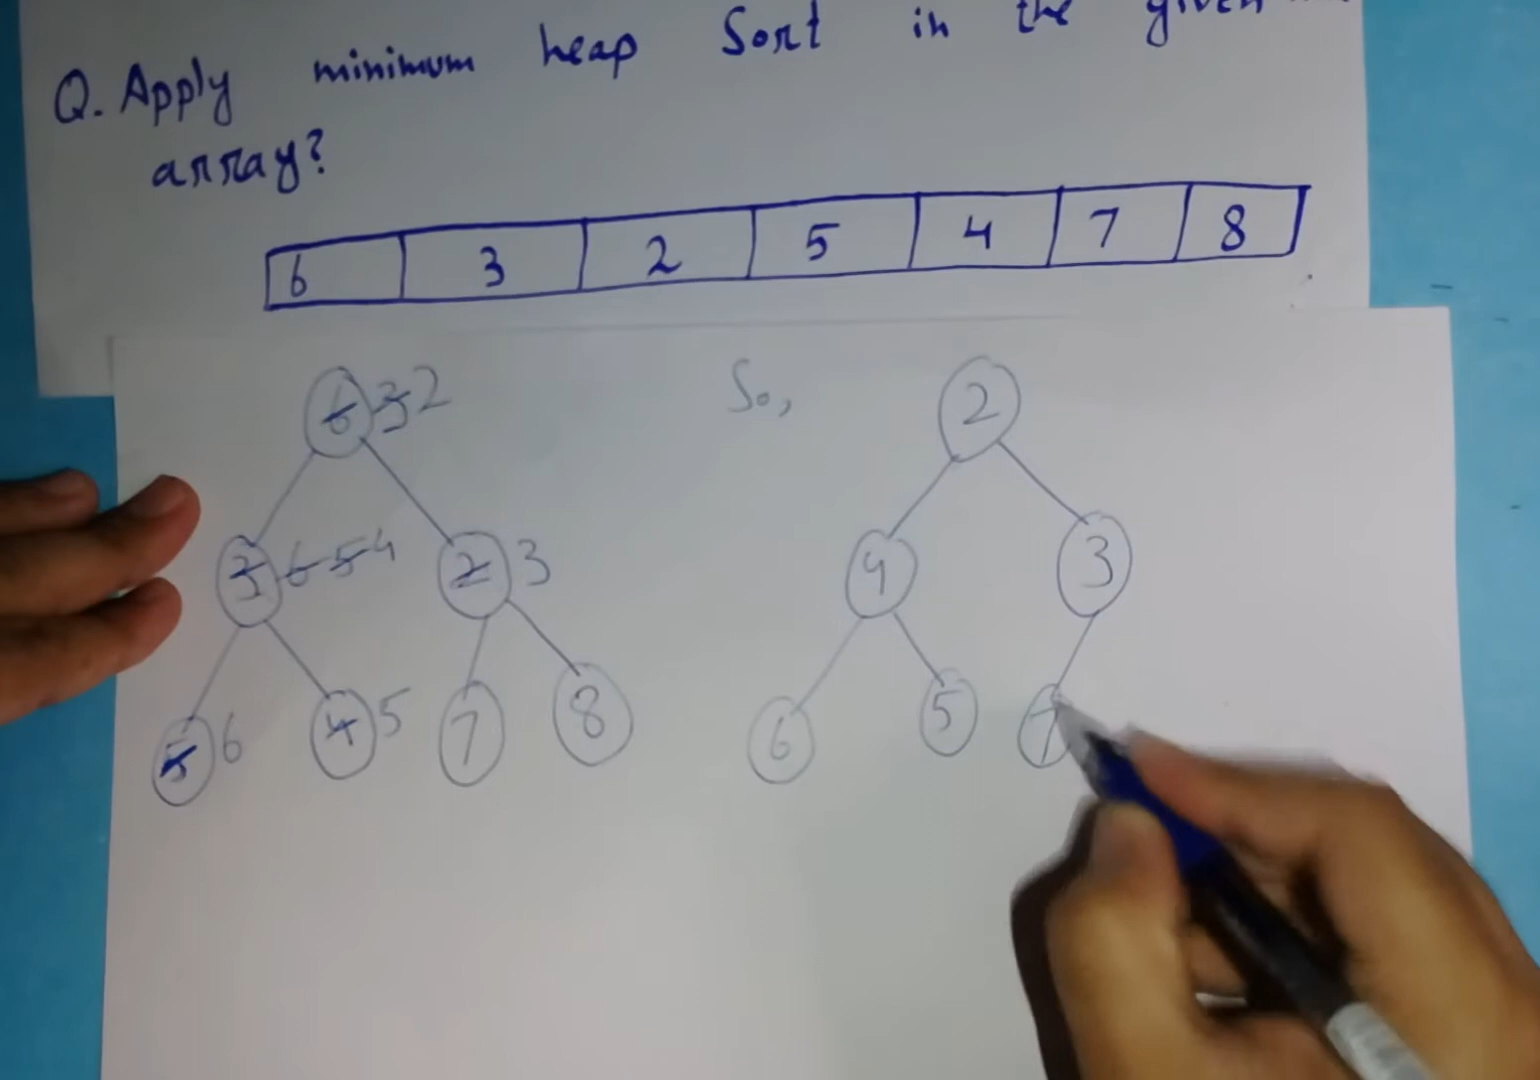 Q. Apply minimum heap Sort in the given
array?
6 3 2 5 4 7 8
6 3 2 So, 2
3 6 5 4 2 3 4 3
5 6 4 5 7 8 6 5 7